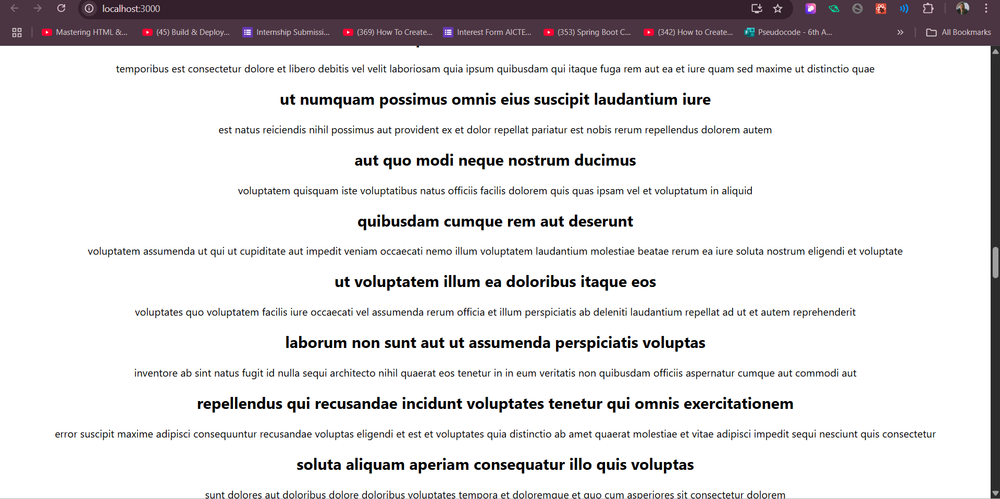 localhost:3000
Mastering HTML &...
(45) Build & Deploy...
Internship Submissi...
(369) How To Create...
Interest Form AICTE...
(353) Spring Boot C...
(342) How to Create...
Pseudocode - 6th A...
All Bookmarks
temporibus est consectetur dolore et libero debitis vel velit laboriosam quia ipsum quibusdam qui itaque fuga rem aut ea et iure quam sed maxime ut distinctio quae
ut numquam possimus omnis eius suscipit laudantium iure
est natus reiciendis nihil possimus aut provident ex et dolor repellat pariatur est nobis rerum repellendus dolorem autem
aut quo modi neque nostrum ducimus
voluptatem quisquam iste voluptatibus natus officiis facilis dolorem quis quas ipsam vel et voluptatum in aliquid
quibusdam cumque rem aut deserunt
voluptatem assumenda ut qui ut cupiditate aut impedit veniam occaecati nemo illum voluptatem laudantium molestiae beatae rerum ea iure soluta nostrum eligendi et voluptate
ut voluptatem illum ea doloribus itaque eos
voluptates quo voluptatem facilis iure occaecati vel assumenda rerum officia et illum perspiciatis ab deleniti laudantium repellat ad ut et autem reprehenderit
laborum non sunt aut ut assumenda perspiciatis voluptas
inventore ab sint natus fugit id nulla sequi architecto nihil quaerat eos tenetur in in eum veritatis non quibusdam officiis aspernatur cumque aut commodi aut
repellendus qui recusandae incidunt voluptates tenetur qui omnis exercitationem
error suscipit maxime adipisci consequuntur recusandae voluptas eligendi et est et voluptates quia distinctio ab amet quaerat molestiae et vitae adipisci impedit sequi nesciunt quis consectetur
soluta aliquam aperiam consequatur illo quis voluptas
sunt dolores aut doloribus dolore doloribus voluptates tempora et doloremque et quo cum asperiores sit consectetur dolorem